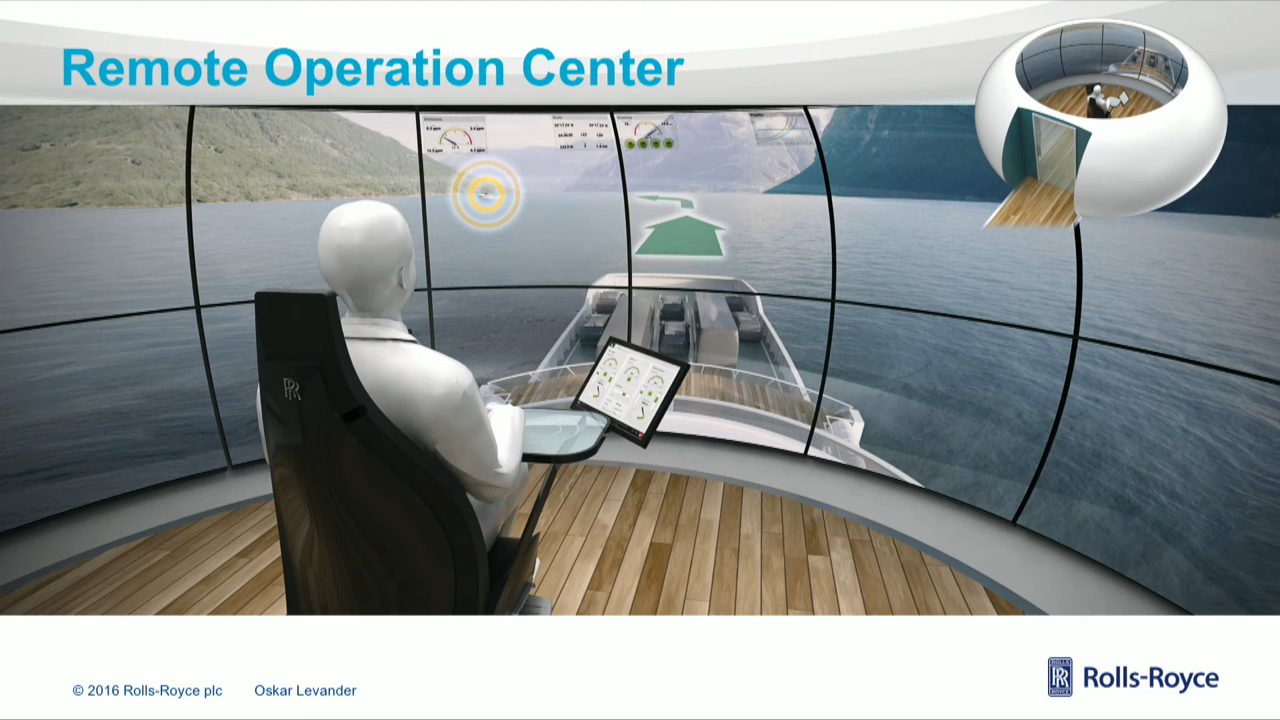 Remote Operation Center
© 2016 Rolls-Royce plc
Oskar Levander
Rolls-Royce